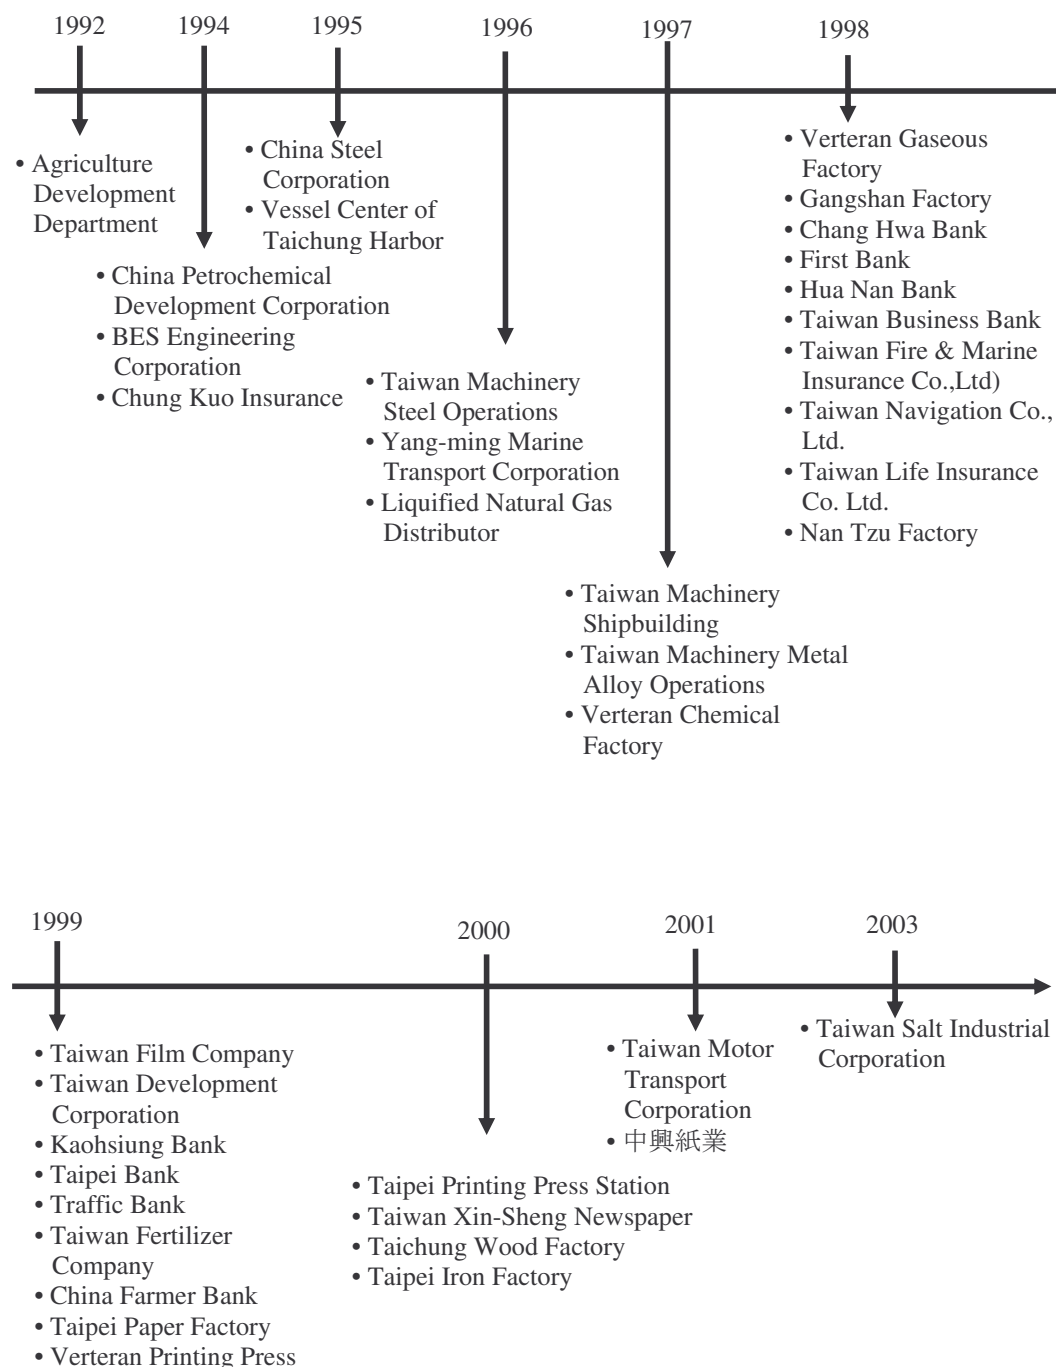 1992
1994
1995
1996
1997
1998
• Agriculture
Development
Department
• China Petrochemical
Development Corporation
• BES Engineering
Corporation
• Chung Kuo Insurance
• China Steel
Corporation
• Vessel Center of
Taichung Harbor
• Taiwan Machinery
Steel Operations
• Yang-ming Marine
Transport Corporation
• Liquified Natural Gas
Distributor
• Taiwan Machinery
Shipbuilding
• Taiwan Machinery Metal
Alloy Operations
• Verteran Chemical
Factory
• Verteran Gaseous
Factory
• Gangshan Factory
• Chang Hwa Bank
• First Bank
• Hua Nan Bank
• Taiwan Business Bank
• Taiwan Fire & Marine
Insurance Co.,Ltd)
• Taiwan Navigation Co.,
Ltd.
• Taiwan Life Insurance
Co. Ltd.
• Nan Tzu Factory
1999
2000
2001
2003
• Taiwan Film Company
• Taiwan Development
Corporation
• Kaohsiung Bank
• Taipei Bank
• Traffic Bank
• Taiwan Fertilizer
Company
• China Farmer Bank
• Taipei Paper Factory
• Verteran Printing Press
• Taipei Printing Press Station
• Taiwan Xin-Sheng Newspaper
• Taichung Wood Factory
• Taipei Iron Factory
• Taiwan Motor
Transport
Corporation
• 中興紙業
• Taiwan Salt Industrial
Corporation